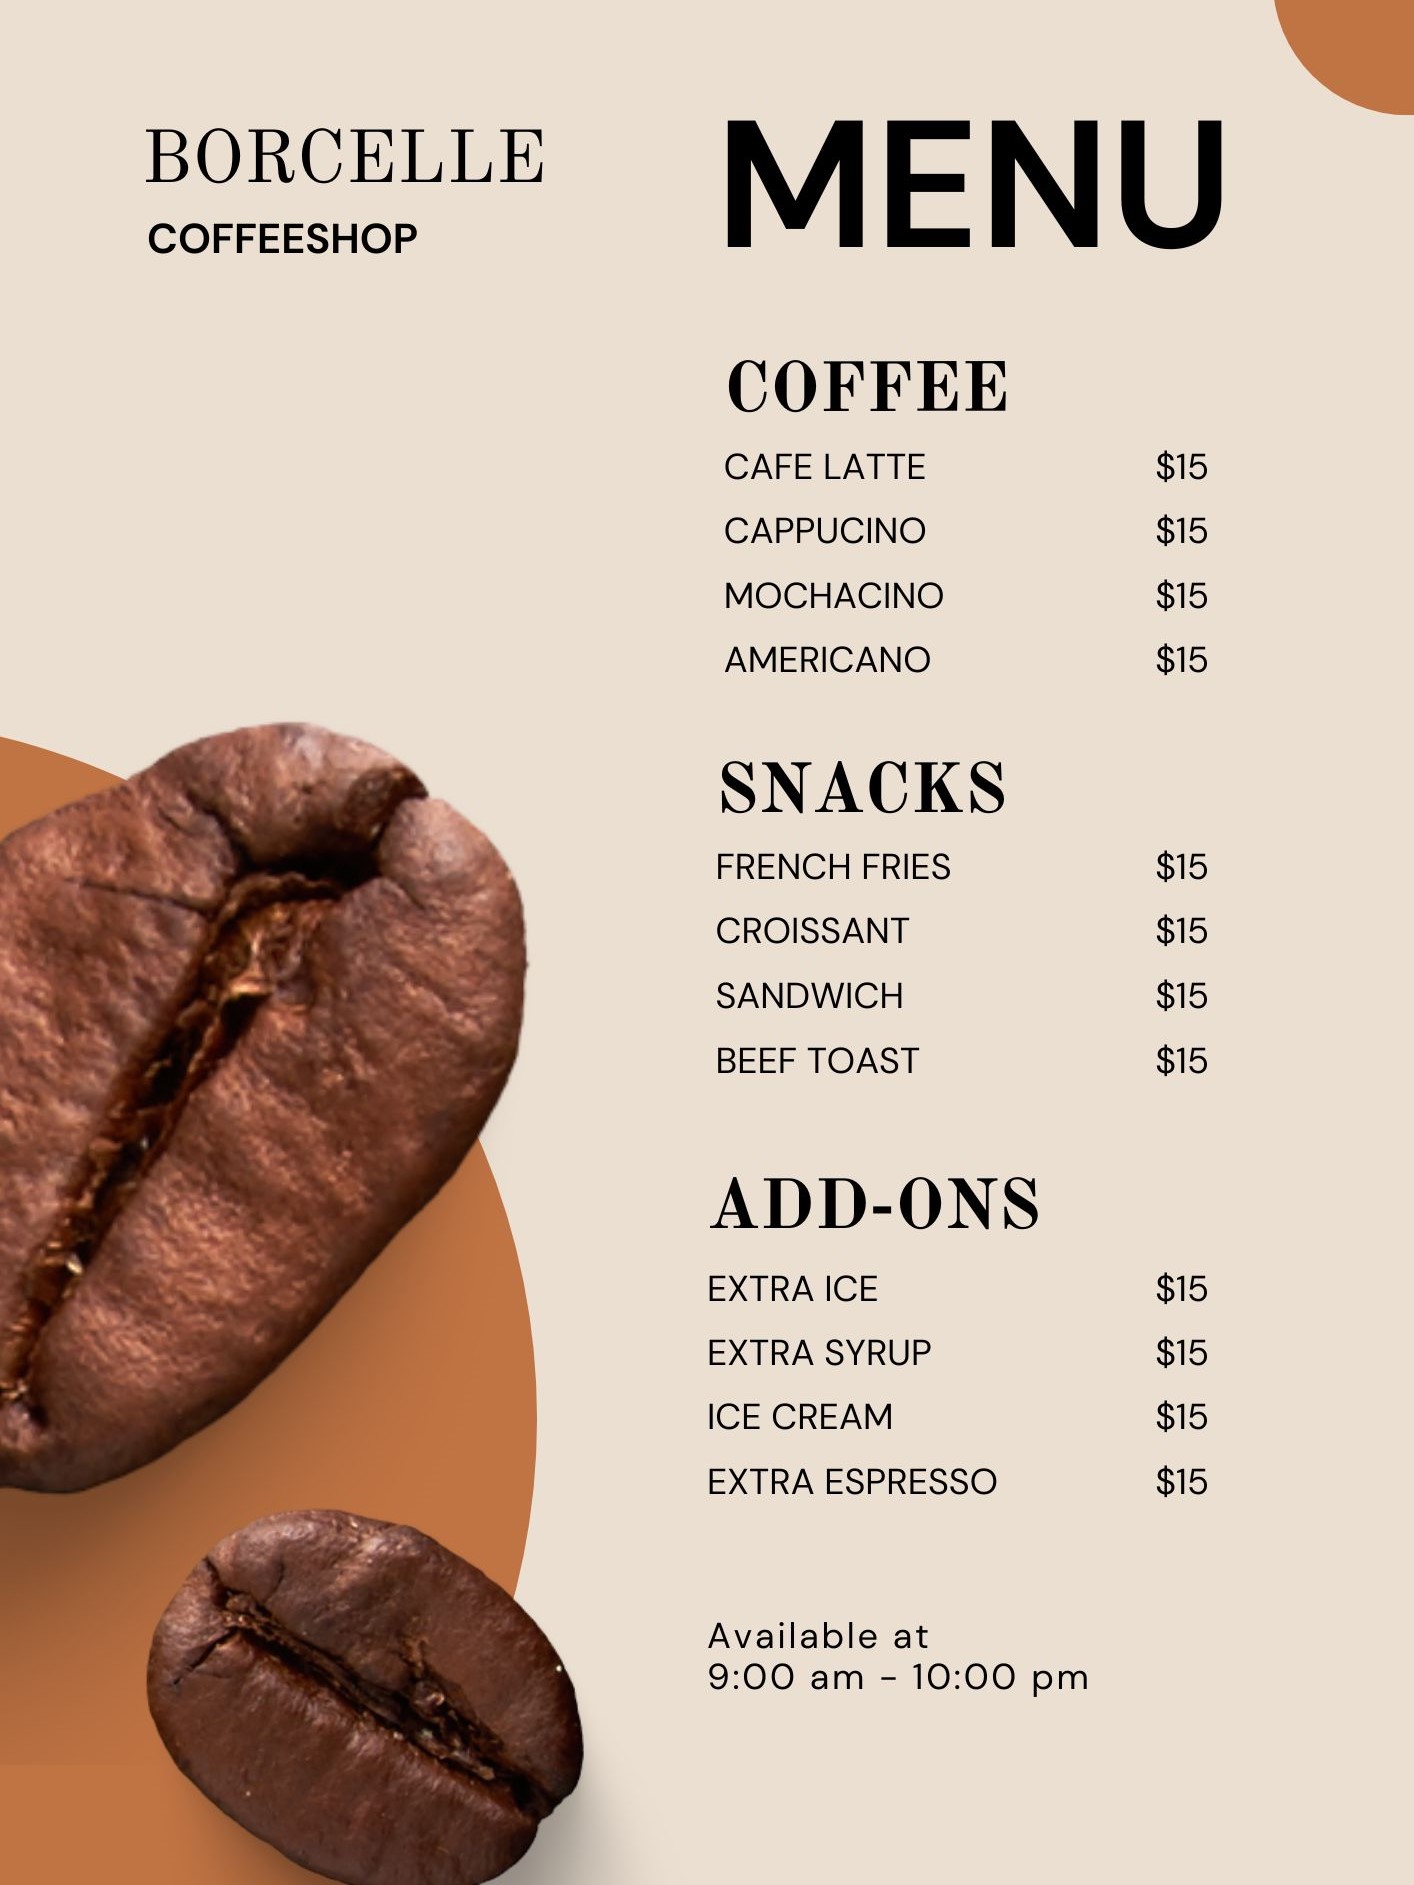 BORCELLE
COFFEESHOP
MENU
COFFEE
CAFE LATTE $15
CAPPUCINO $15
MOCHACINO $15
AMERICANO $15
SNACKS
FRENCH FRIES $15
CROISSANT $15
SANDWICH $15
BEEF TOAST $15
ADD-ONS
EXTRA ICE $15
EXTRA SYRUP $15
ICE CREAM $15
EXTRA ESPRESSO $15
Available at
9:00 am - 10:00 pm